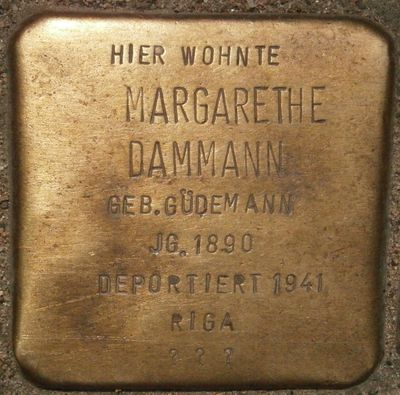 HIER WOHNTE
MARGARETHE
DAMMANN
GEB. GÜDEMANN
JG. 1890
DEPORTIERT 1941
RIGA
? ? ?